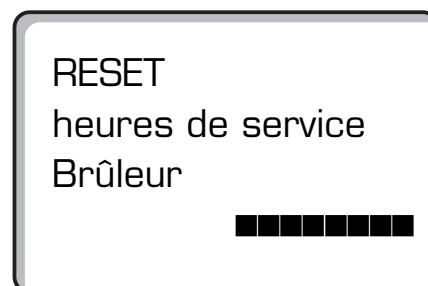 RESET
heures de service
Brûleur
■■■■■■■■